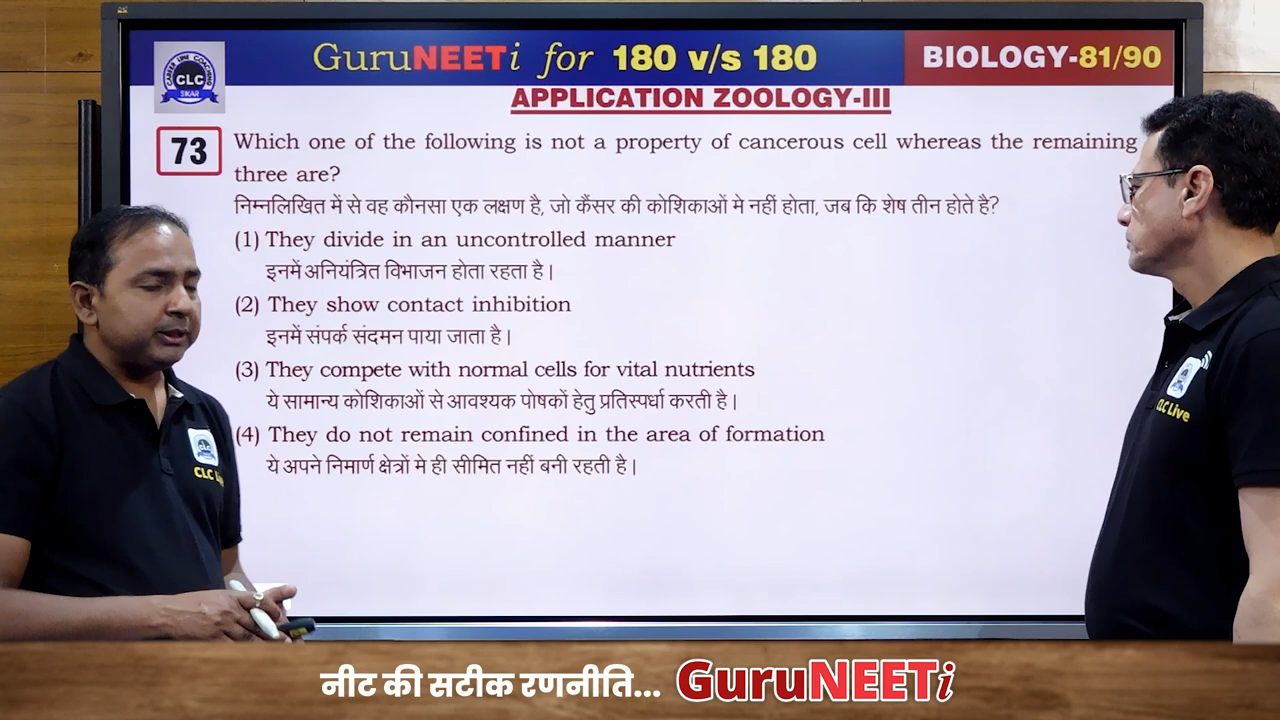 GuruNEETi for 180 v/s 180
BIOLOGY-81/90
CLC
SIKAR
APPLICATION ZOOLOGY-III
73
Which one of the following is not a property of cancerous cell whereas the remaining
three are?
निम्नलिखित में से वह कौनसा एक लक्षण है, जो कैंसर की कोशिकाओं मे नहीं होता, जब कि शेष तीन होते है?
(1) They divide in an uncontrolled manner
इनमें अनियंत्रित विभाजन होता रहता है।
(2) They show contact inhibition
इनमें संपर्क संदमन पाया जाता है।
(3) They compete with normal cells for vital nutrients
ये सामान्य कोशिकाओं से आवश्यक पोषकों हेतु प्रतिस्पर्धा करती है।
(4) They do not remain confined in the area of formation
ये अपने निमार्ण क्षेत्रों मे ही सीमित नहीं बनी रहती है।
CLC
CLC Live
नीट की सटीक रणनीति... GuruNEETi